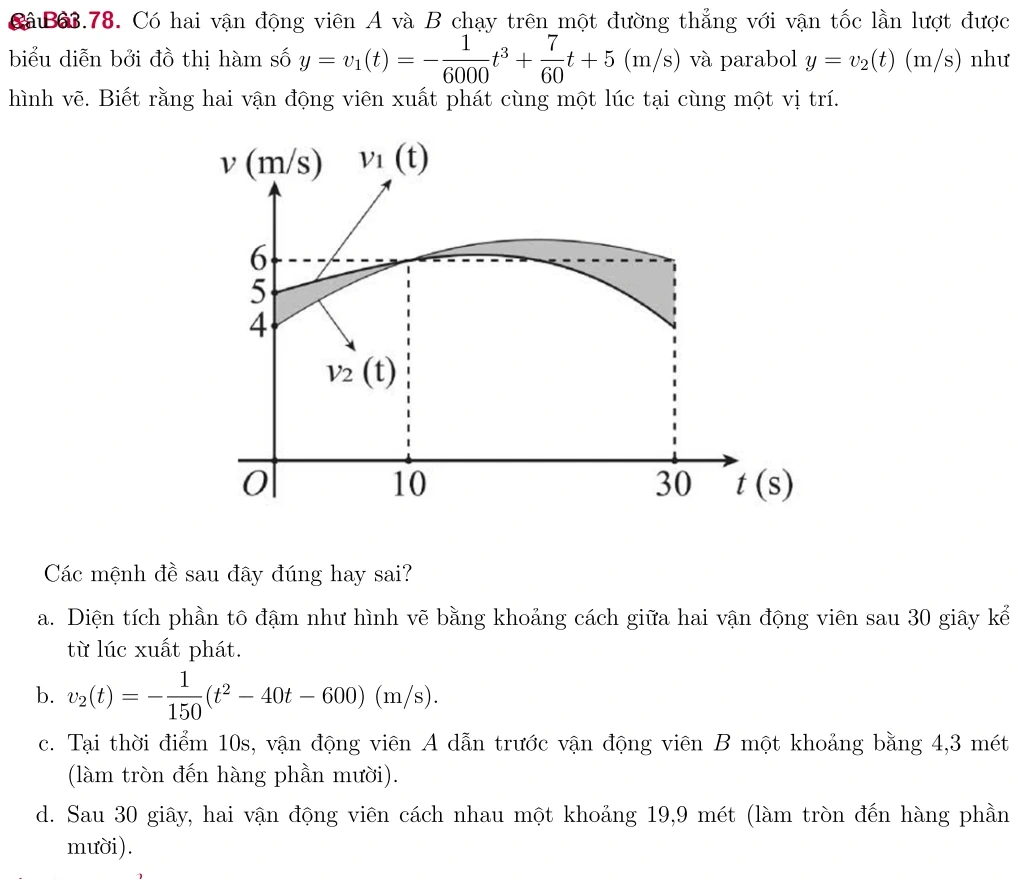 Câu 63. Bài 3.78. Có hai vận động viên A và B chạy trên một đường thẳng với vận tốc lần lượt được
biểu diễn bởi đồ thị hàm số y = v₁(t) = −\frac{1}{6000}t³ + \frac{7}{60}t + 5 (m/s) và parabol y = v₂(t) (m/s) như
hình vẽ. Biết rằng hai vận động viên xuất phát cùng một lúc tại cùng một vị trí.
v (m/s) v₁ (t)
6
5
4
v₂ (t)
O 10 30 t (s)
Các mệnh đề sau đây đúng hay sai?
a. Diện tích phần tô đậm như hình vẽ bằng khoảng cách giữa hai vận động viên sau 30 giây kể
từ lúc xuất phát.
b. v₂(t) = −\frac{1}{150}(t² − 40t − 600) (m/s).
c. Tại thời điểm 10s, vận động viên A dẫn trước vận động viên B một khoảng bằng 4,3 mét
(làm tròn đến hàng phần mười).
d. Sau 30 giây, hai vận động viên cách nhau một khoảng 19,9 mét (làm tròn đến hàng phần
mười).